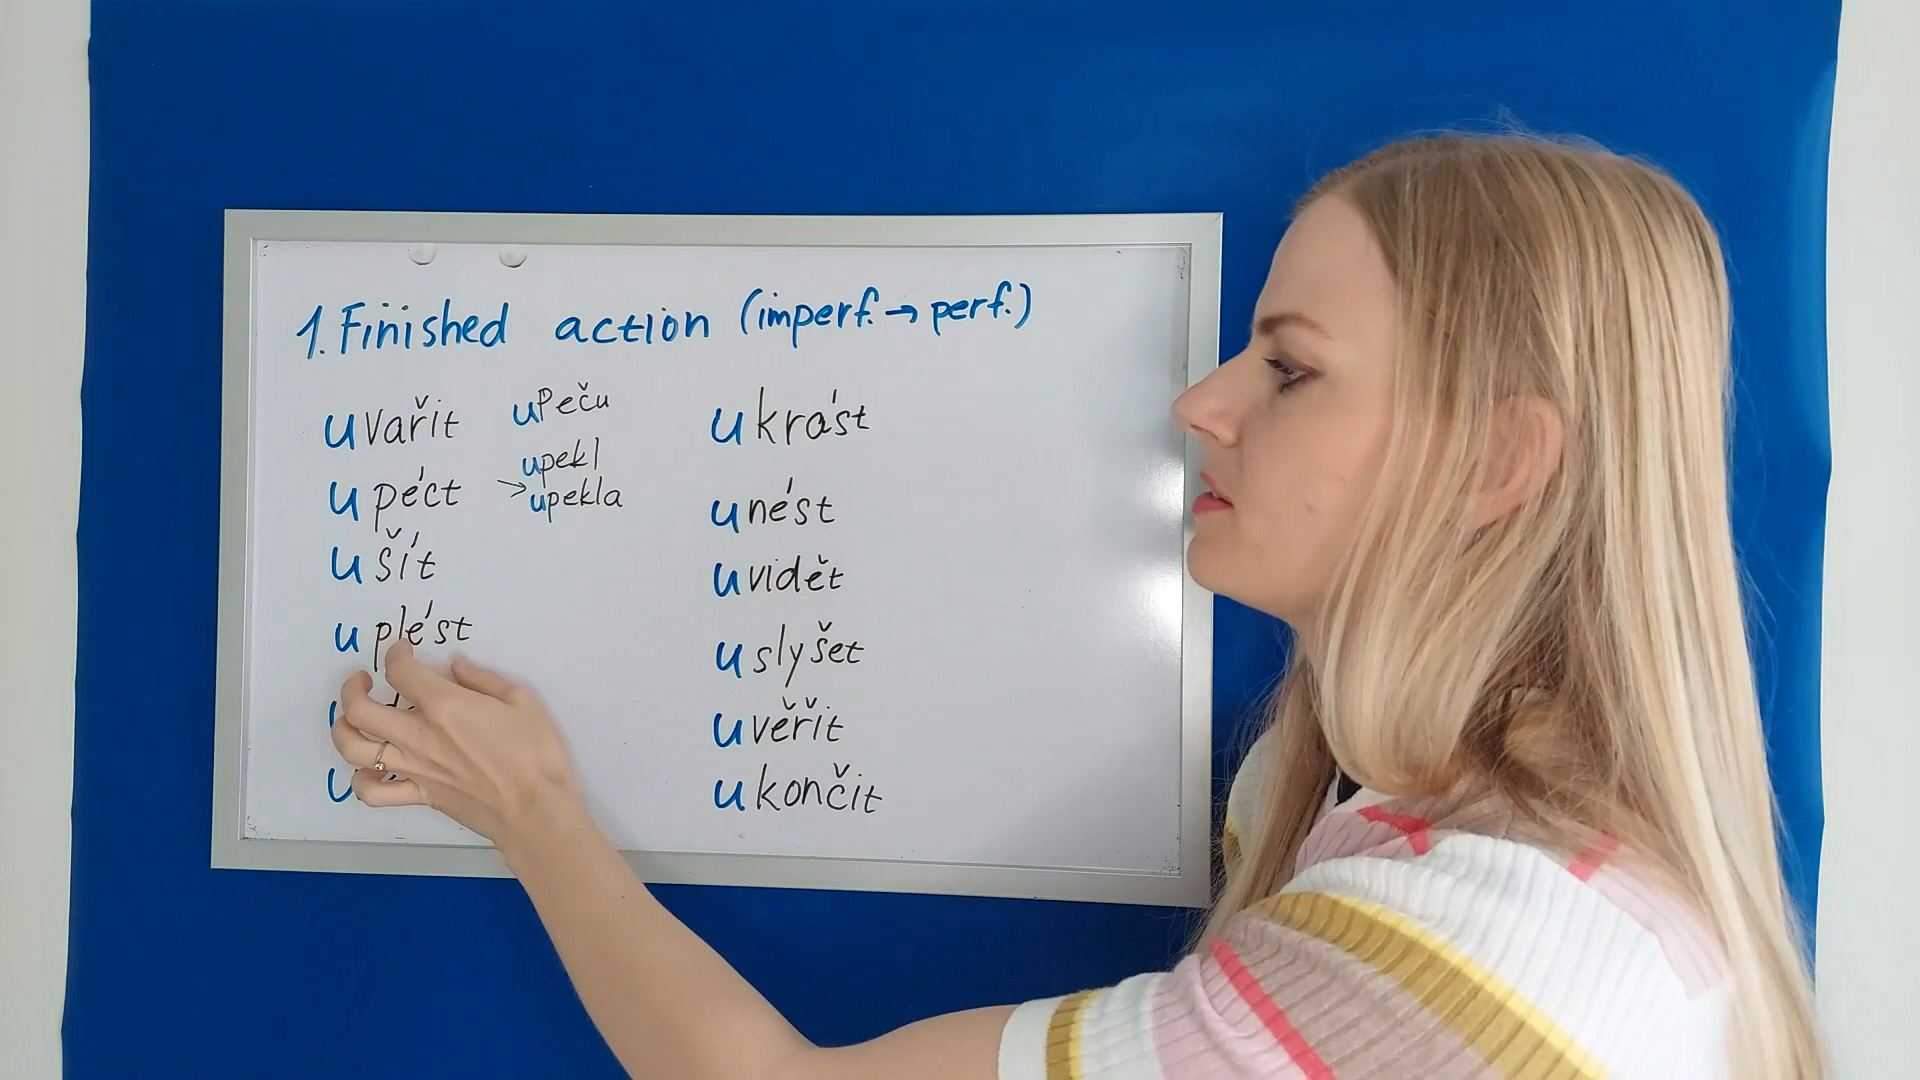 1. Finished action (imperf. → perf.)
uvařit
upéct
ušít
uplést
upeču
upekl
→ upekla
ukrást
unést
uvidět
uslyšet
uvěřit
ukončit